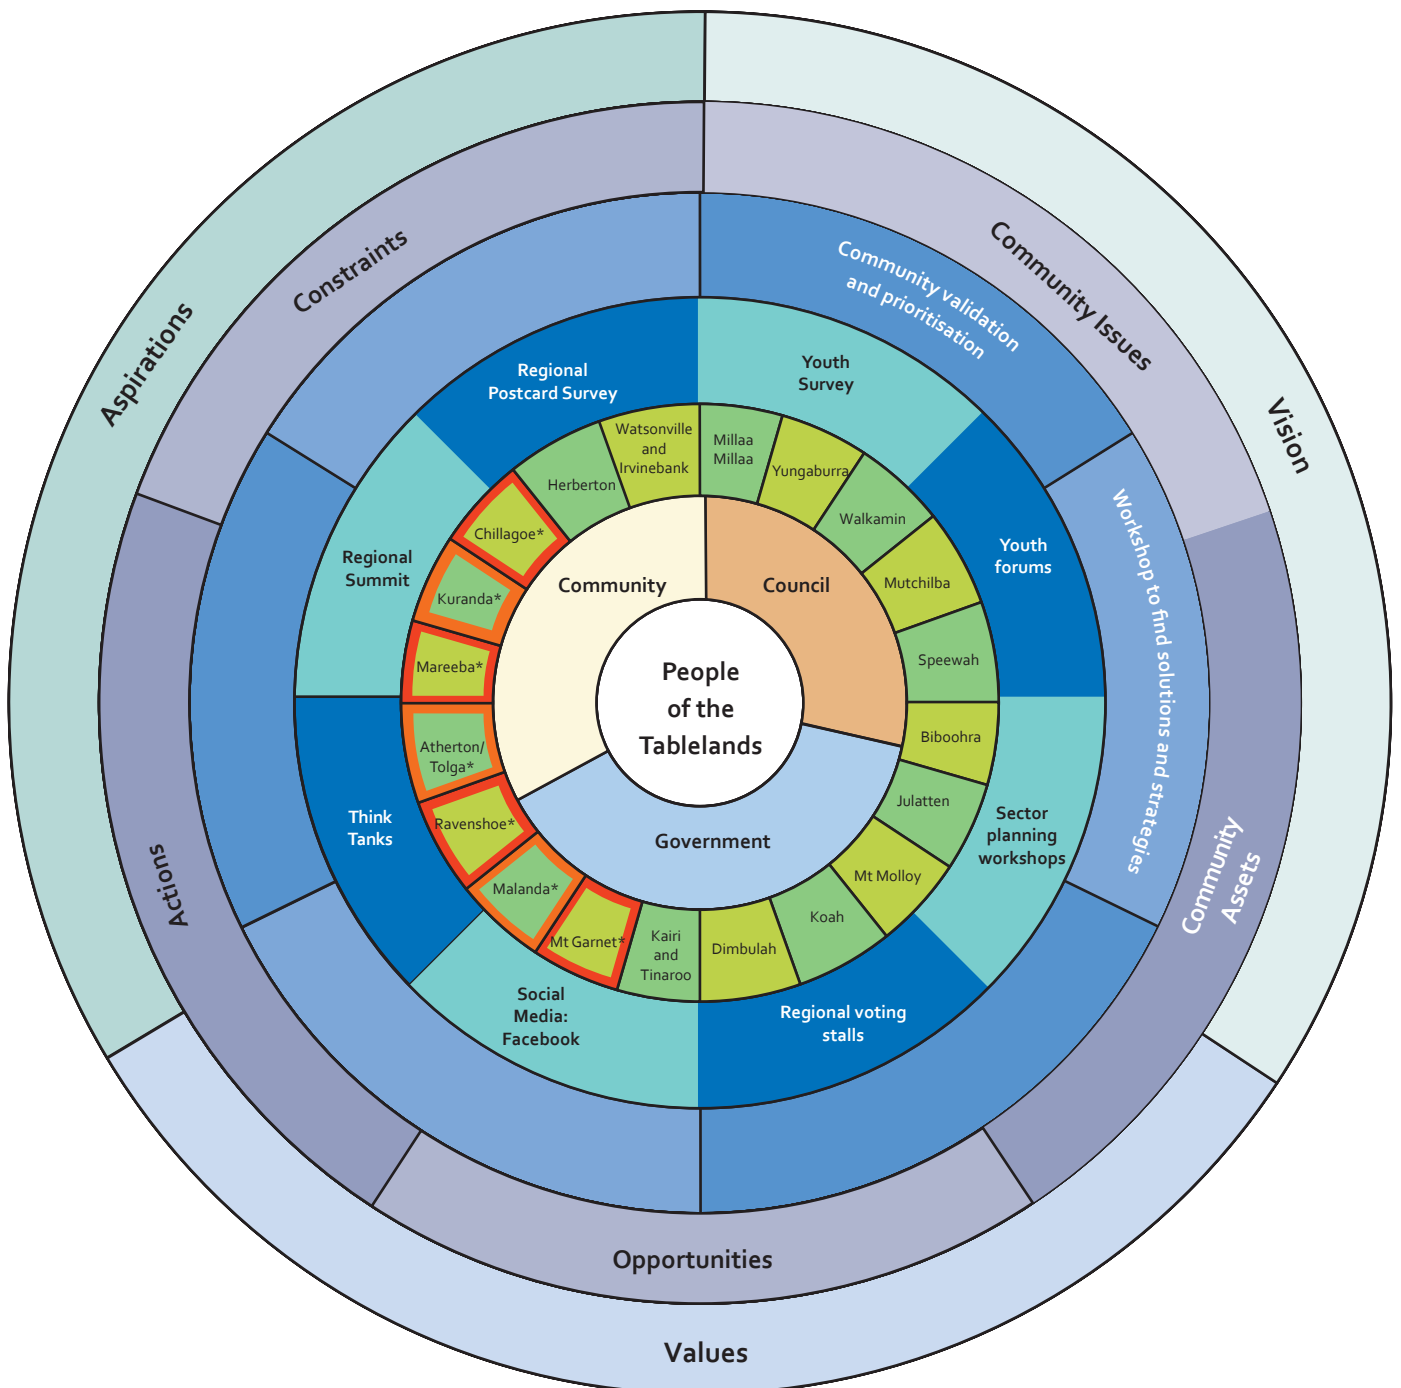 Aspirations
Constraints
Community validation
and prioritisation
Community Issues
Vision
Regional
Postcard Survey
Youth
Survey
Watsonville
and
Irvinebank
Millaa
Millaa
Yungaburra
Herberton
Walkamin
Chillagoe*
Mutchilba
Kuranda*
Speewah
Mareeba*
Biboohra
Atherton/
Tolga*
Julatten
Ravenshoe*
Mt Molloy
Malanda*
Koah
Mt Garnet*
Kairi
and
Tinaroo
Dimbulah
Regional
Summit
Youth
forums
Workshop to find solutions and strategies
Community
Council
People
of the
Tablelands
Government
Think
Tanks
Sector
planning
workshops
Actions
Community
Assets
Social
Media:
Facebook
Regional voting
stalls
Opportunities
Values